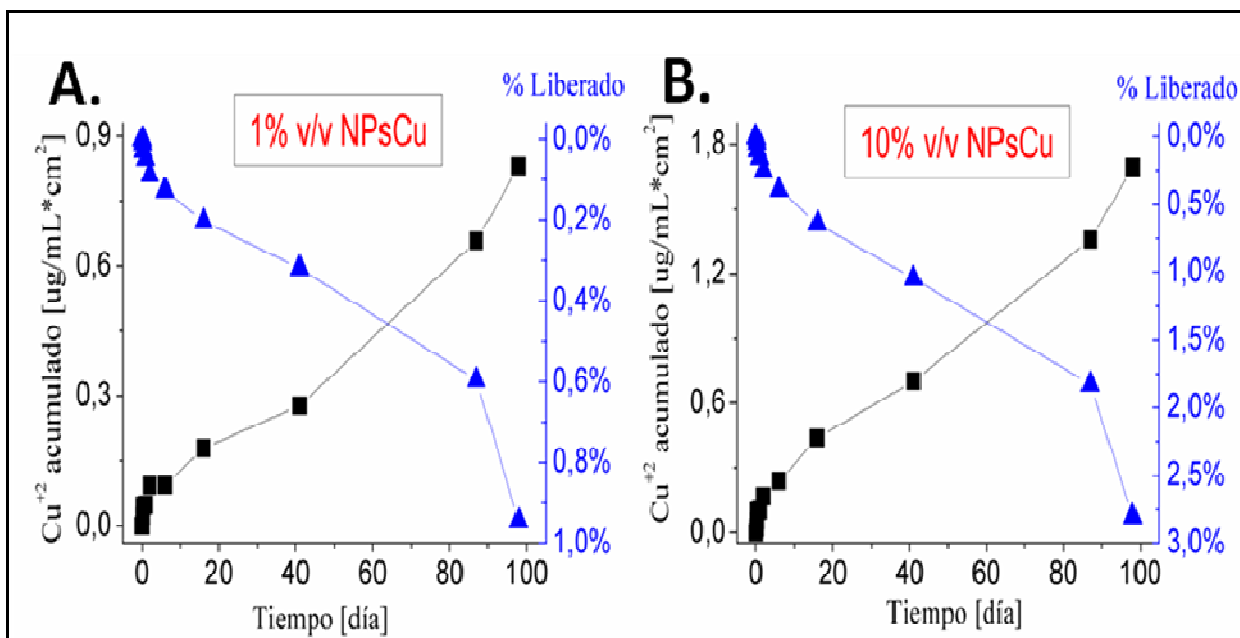 A.
% Liberado
1% v/v NPsCu
Cu+2 acumulado [ug/mL*cm2]
0,9
0,6
0,3
0,0
0,0%
0,2%
0,4%
0,6%
0,8%
1,0%
0 20 40 60 80 100
Tiempo [día]
B.
% Liberado
10% v/v NPsCu
Cu+2 acumulado [ug/mL*cm2]
1,8
1,2
0,6
0,0
0,0%
0,5%
1,0%
1,5%
2,0%
2,5%
3,0%
0 20 40 60 80 100
Tiempo [día]